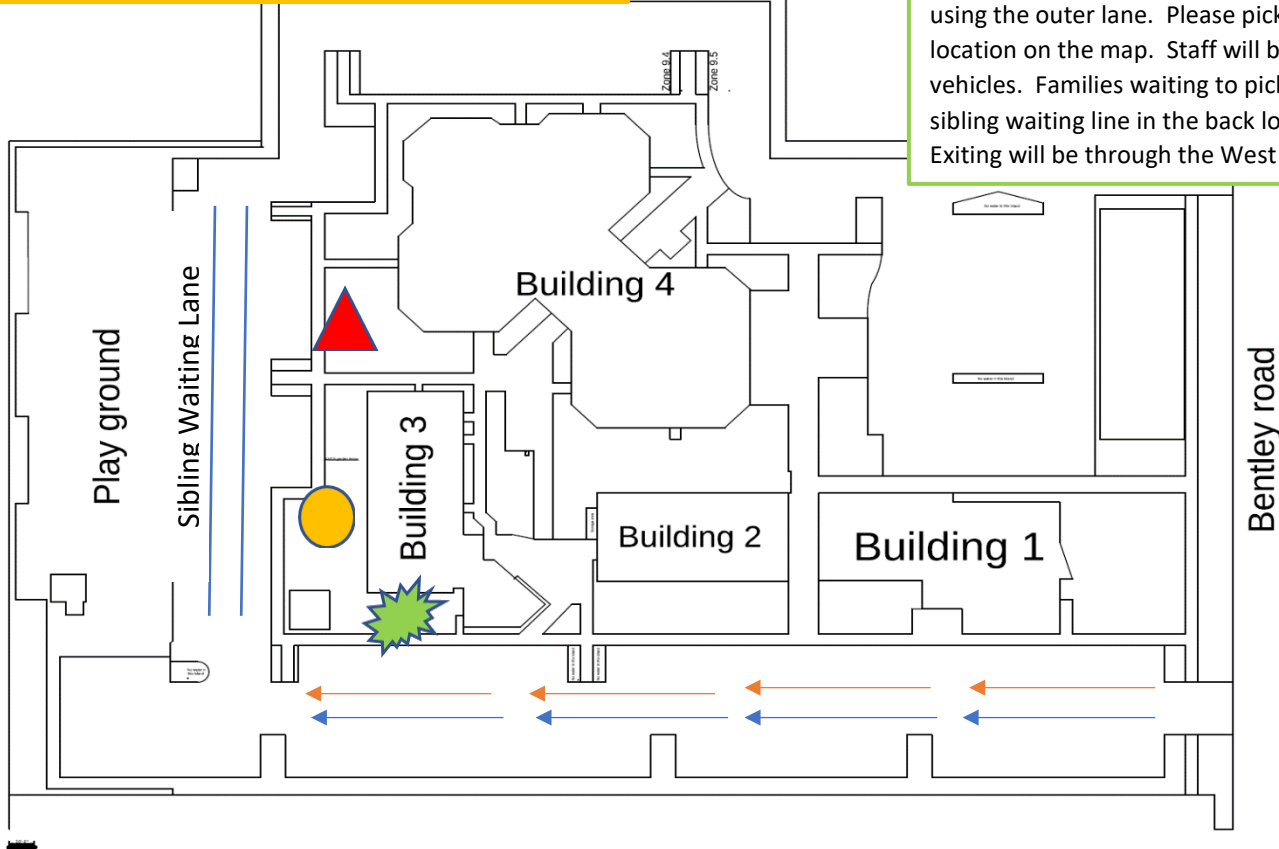 using the outer lane. Please pick
location on the map. Staff will b
vehicles. Families waiting to pick
sibling waiting line in the back lo
Exiting will be through the West
Zone 9.4
Zone 9.5
Building 4
Play ground
Sibling Waiting Lane
Building 3
Building 2
Building 1
Bentley road